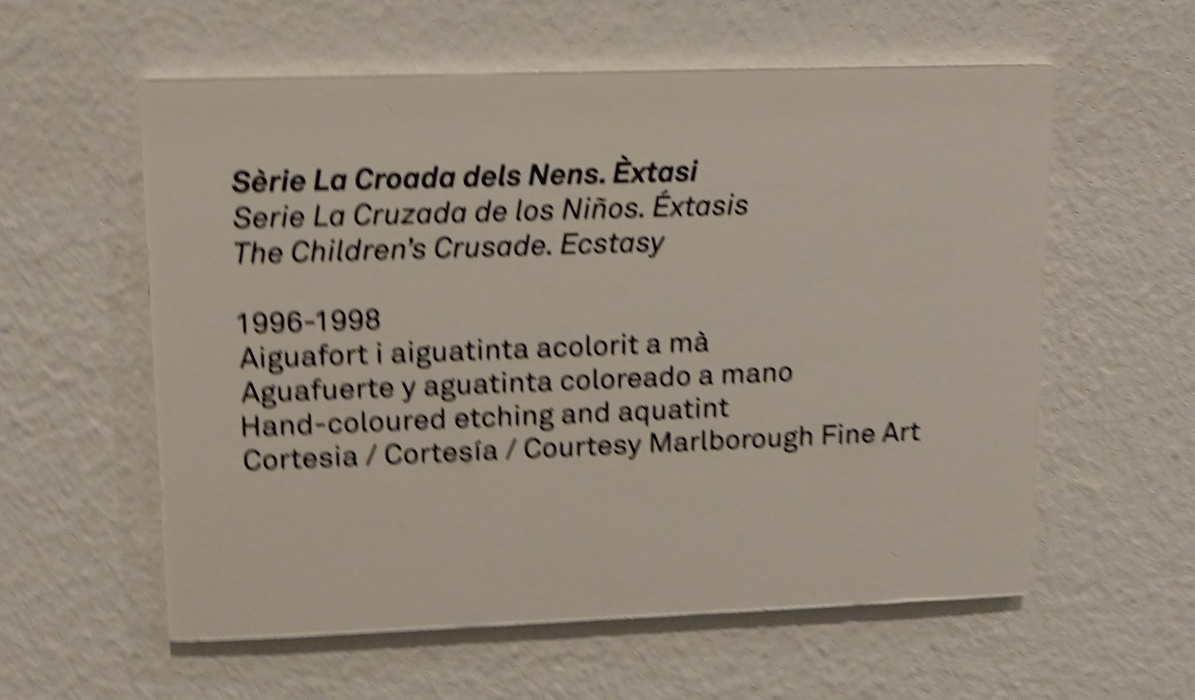 Sèrie La Croada dels Nens. Èxtasi
Serie La Cruzada de los Niños. Éxtasis
The Children's Crusade. Ecstasy
1996-1998
Aiguafort i aiguatinta acolorit a mà
Aguafuerte y aguatinta coloreado a mano
Hand-coloured etching and aquatint
Cortesia / Cortesía / Courtesy Marlborough Fine Art